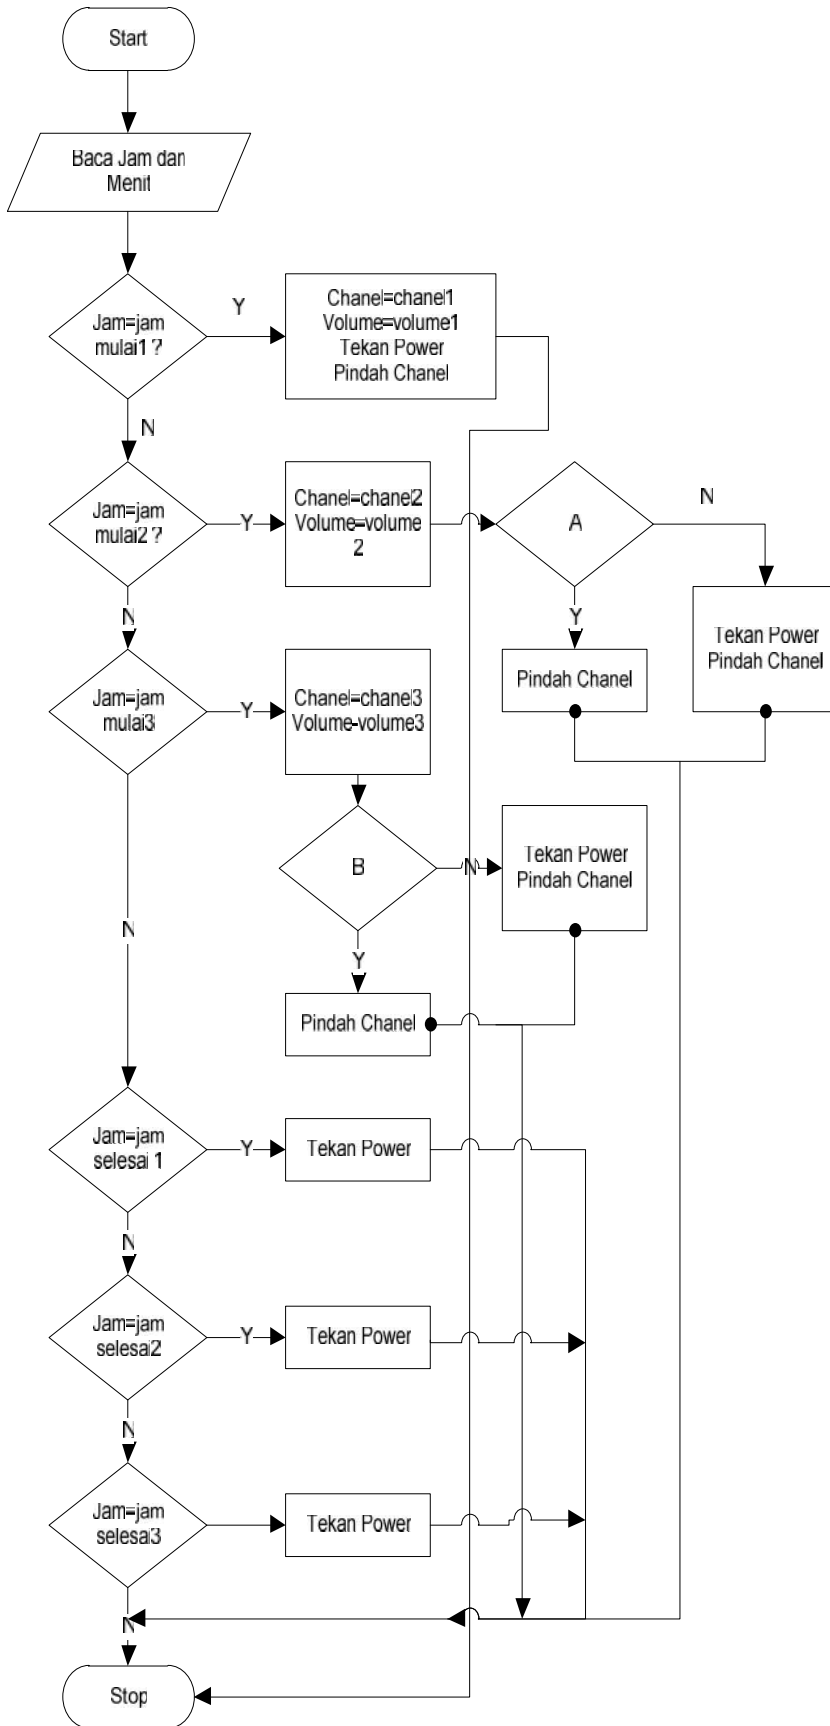 Start
Baca Jam dan
Menit
Jam=jam
mulai1 ?
Y
Chanel=chanel1
Volume=volume1
Tekan Power
Pindah Chanel
N
Jam=jam
mulai2 ?
Y
Chanel=chanel2
Volume=volume
2
A
N
Tekan Power
Pindah Chanel
Y
Pindah Chanel
N
Jam=jam
mulai3
Y
Chanel=chanel3
Volume-volume3
B
N
Tekan Power
Pindah Chanel
Y
Pindah Chanel
N
Jam=jam
selesai 1
Y
Tekan Power
N
Jam=jam
selesai2
Y
Tekan Power
N
Jam=jam
selesai3
Tekan Power
N
Stop